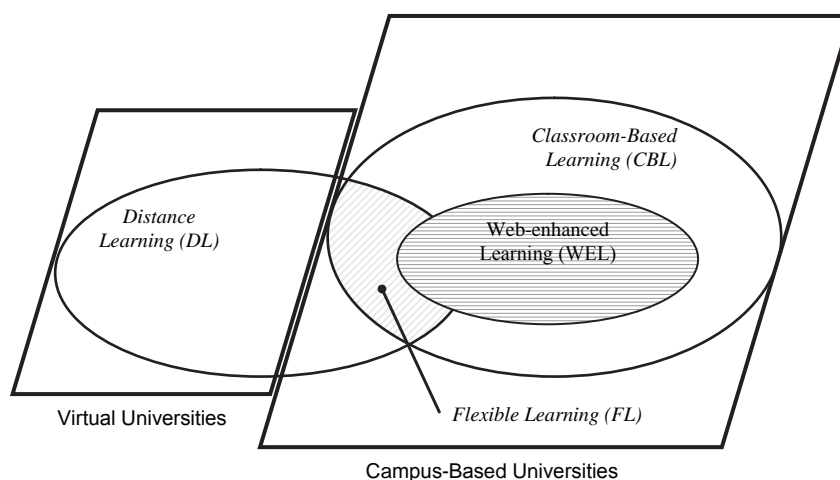 Classroom-Based
Learning (CBL)
Distance
Learning (DL)
Web-enhanced
Learning (WEL)
Flexible Learning (FL)
Virtual Universities
Campus-Based Universities